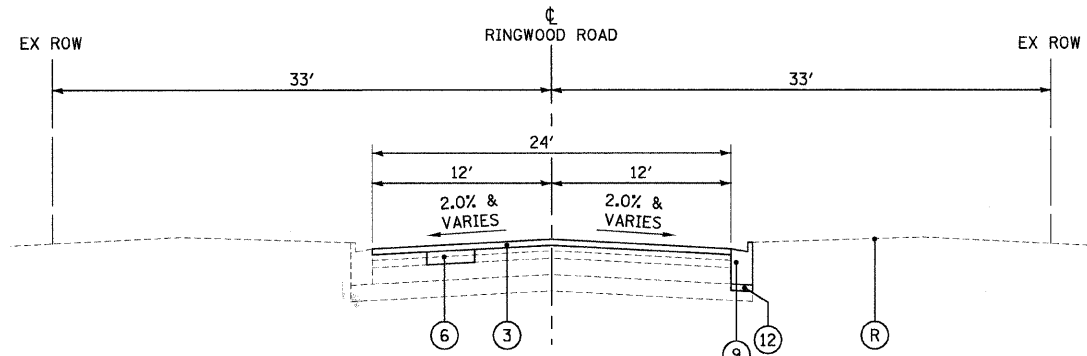 ℄
RINGWOOD ROAD
EX ROW
EX ROW
33'
33'
24'
12'
12'
2.0% &
VARIES
2.0% &
VARIES
6
3
9
12
R